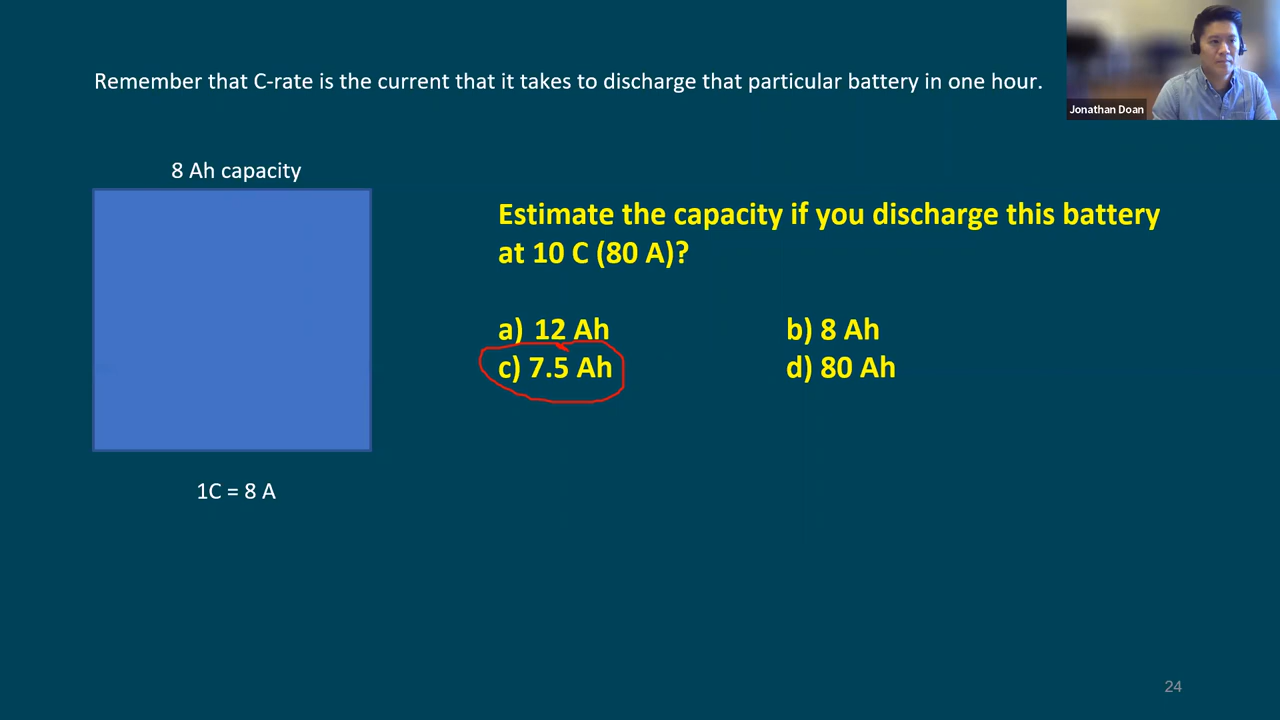 Remember that C-rate is the current that it takes to discharge that particular battery in one hour.
Jonathan Doan
8 Ah capacity
Estimate the capacity if you discharge this battery
at 10 C (80 A)?
a) 12 Ah
b) 8 Ah
c) 7.5 Ah
d) 80 Ah
1C = 8 A
24